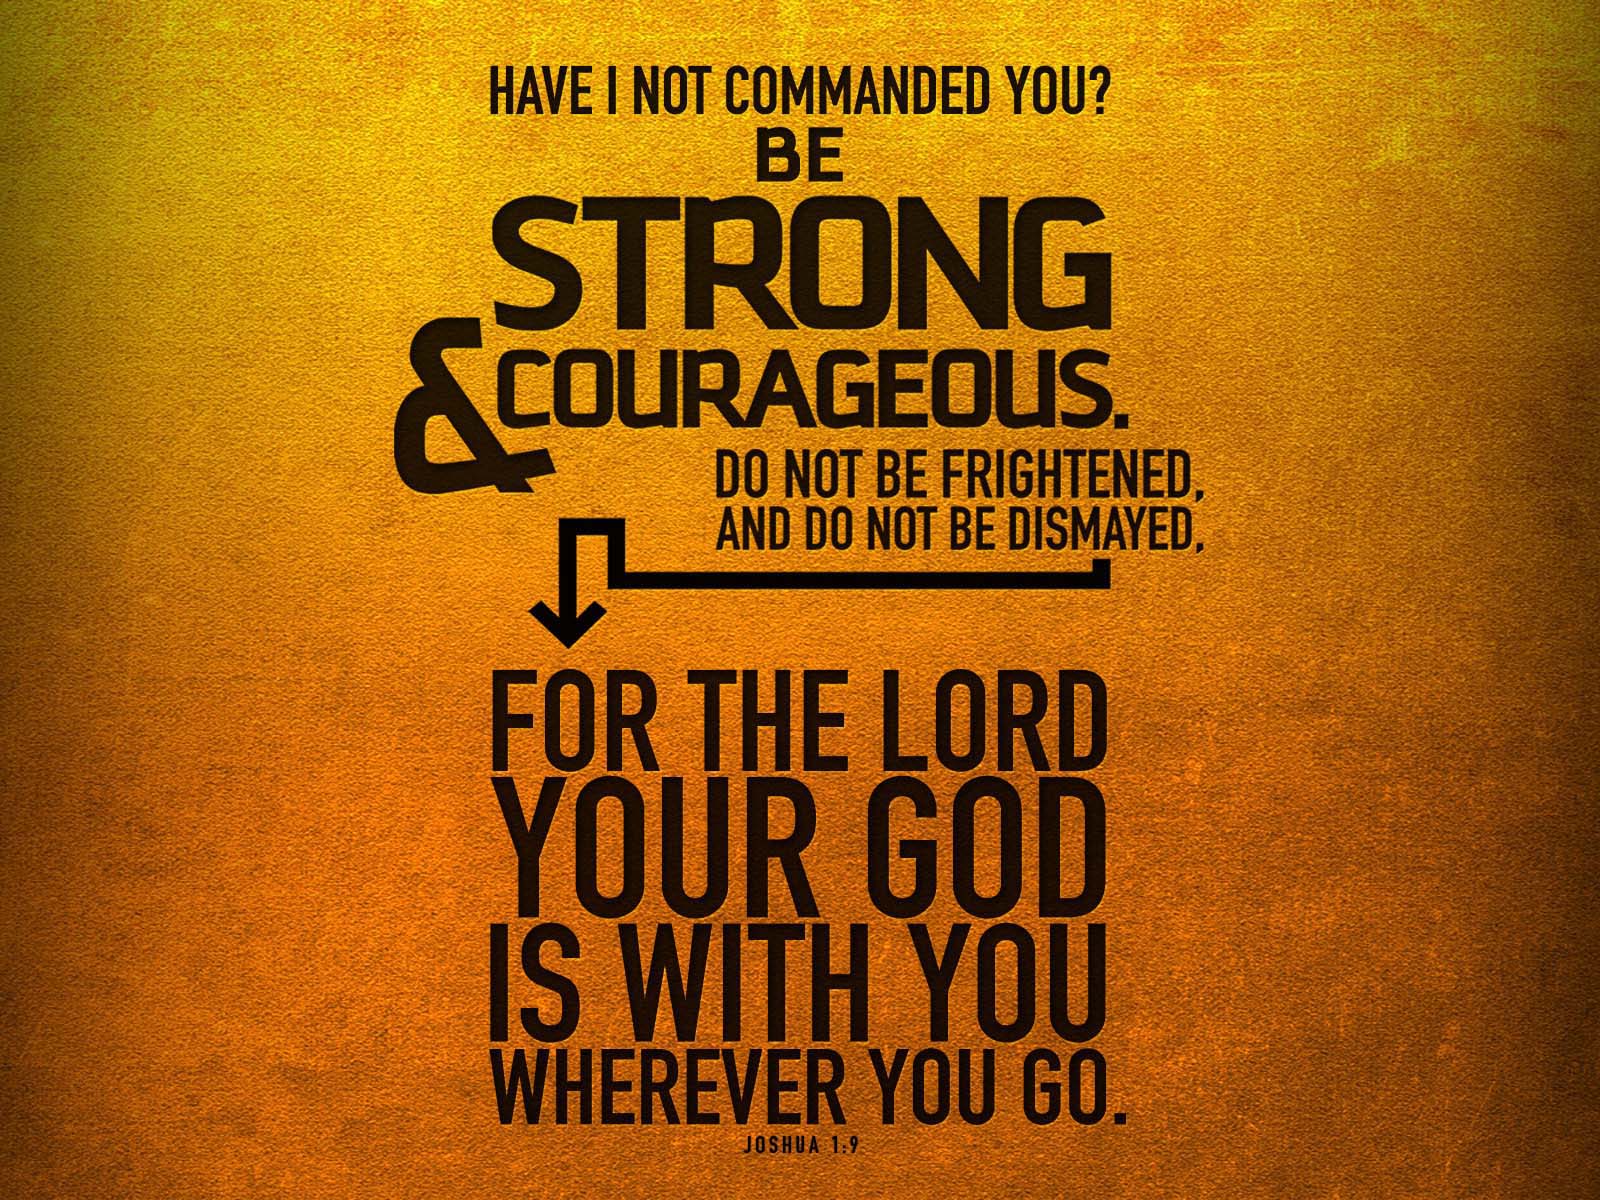 HAVE I NOT COMMANDED YOU?
BE
STRONG
& COURAGEOUS.
DO NOT BE FRIGHTENED,
AND DO NOT BE DISMAYED,
FOR THE LORD
YOUR GOD
IS WITH YOU
WHEREVER YOU GO.
JOSHUA 1:9